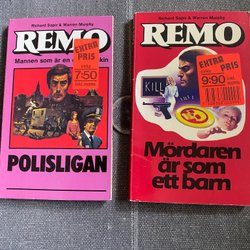 Richard Sapir & Warren Murphy
REMO
EXTRA
PRIS
7:50
Mannen som är en
POLISLIGAN
Richard Sapir & Warren Murphy
REMO
EXTRA
PRIS
9:90
KILL
Mördaren
är som
ett barn